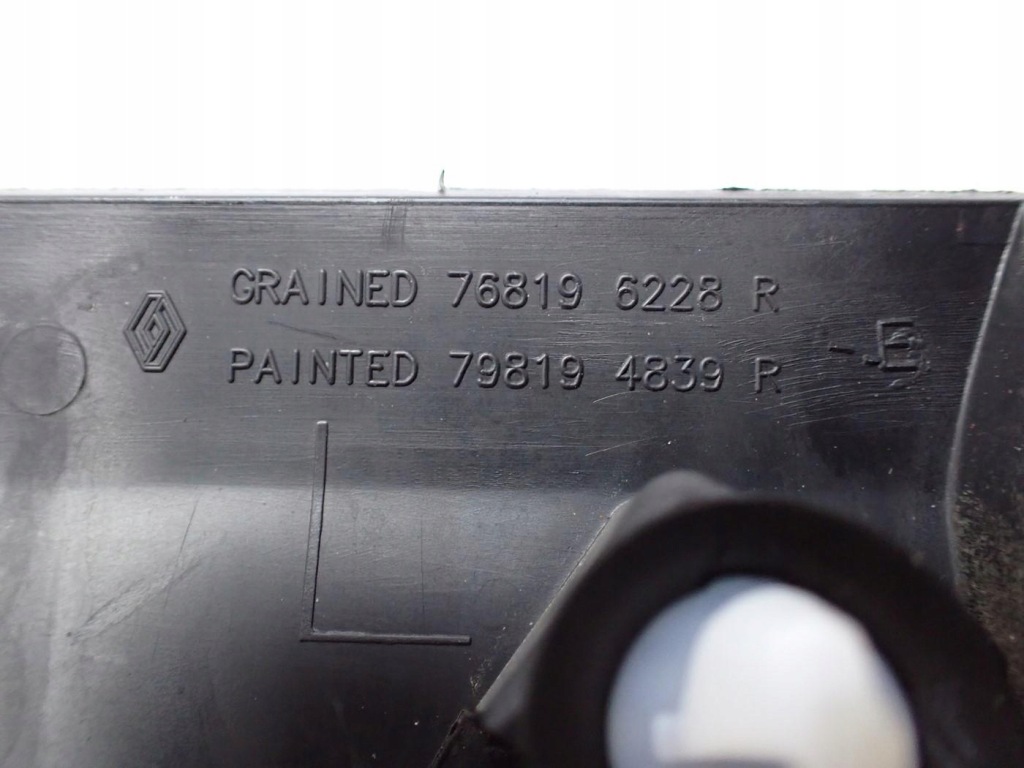 GRAINED 76819 6228 R
PAINTED 79819 4839 R
L